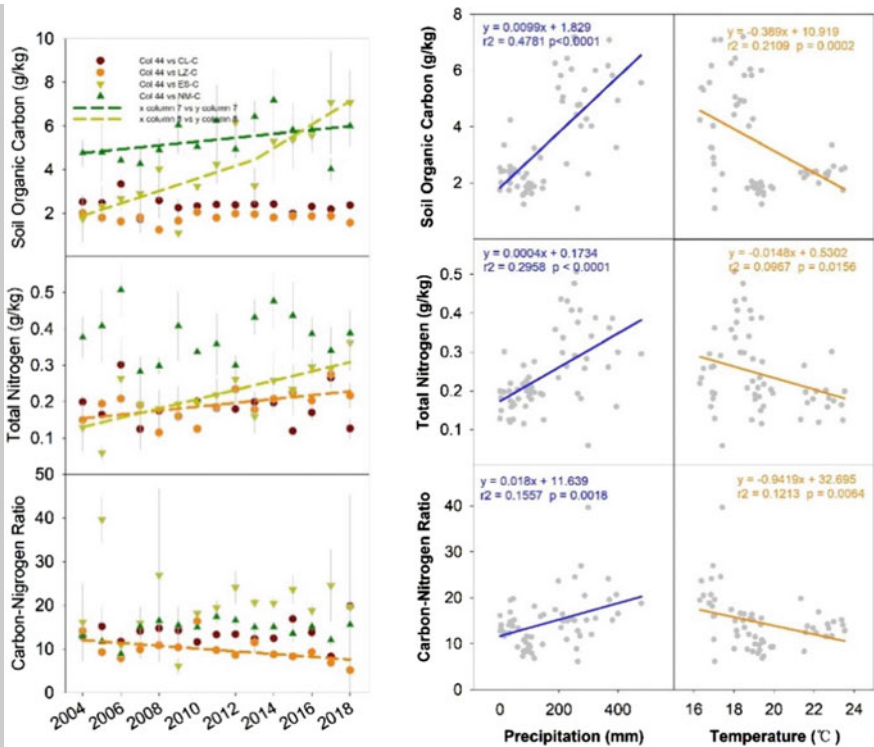 10
8
6
4
2
Soil Organic Carbon (g/kg)
Col 44 vs CL-C
Col 44 vs LZ-C
Col 44 vs ES-C
Col 44 vs NM-C
x column 7 vs y column 7
0.5
0.4
0.3
0.2
0.1
Total Nitrogen (g/kg)
50
40
30
20
10
0
Carbon-Nigrogen Ratio
2004
2006
2008
2010
2012
2014
2016
2018
8
6
4
2
Soil Organic Carbon (g/kg)
y = 0.0099x + 1.829
r2 = 0.4781 p<0.0001
y = -0.389x + 10.919
r2 = 0.2109 p = 0.0002
0.5
0.4
0.3
0.2
0.1
Total Nitrogen (g/kg)
y = 0.0004x + 0.1734
r2 = 0.2958 p < 0.0001
y = -0.0148x + 0.5302
r2 = 0.0967 p = 0.0156
40
30
20
10
0
Carbon-Nitrogen Ratio
y = 0.018x + 11.639
r2 = 0.1557 p = 0.0018
y = -0.9419x + 32.695
r2 = 0.1213 p = 0.0064
0
200
400
16
18
20
22
24
Precipitation (mm)
Temperature (℃)